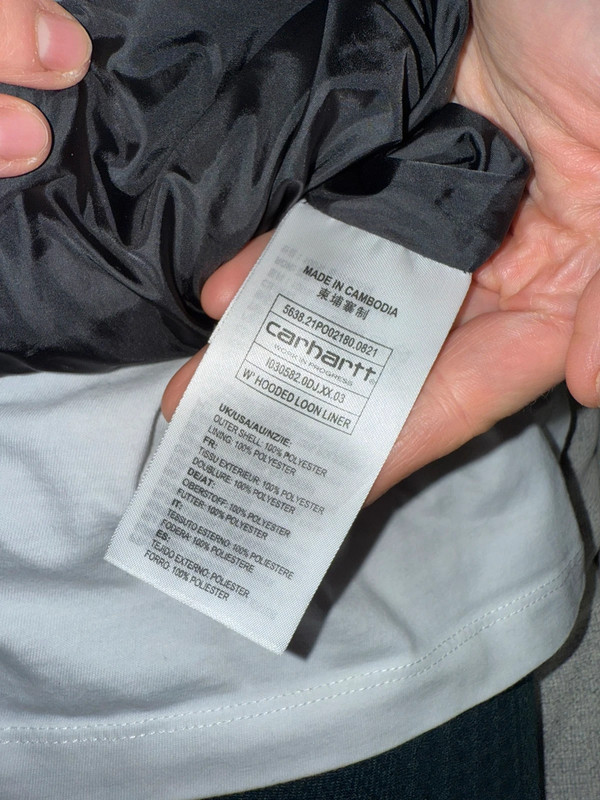 MADE IN CAMBODIA
柬埔寨制
5638.21PO02180.0821
carhartt®
WORK IN PROGRESS
I030582.0DJ.XX.03
W' HOODED LOON LINER
UK/USA/AU/NZ/IE:
OUTER SHELL: 100% POLYESTER
LINING: 100% POLYESTER
FR:
TISSU EXTERIEUR: 100% POLYESTER
DOUBLURE: 100% POLYESTER
DE/AT:
OBERSTOFF: 100% POLYESTER
FUTTER: 100% POLYESTER
IT:
TESSUTO ESTERNO: 100% POLIESTERE
FODERA: 100% POLIESTERE
ES:
TEJIDO EXTERNO: POLIESTER
FORRO: 100% POLIESTER